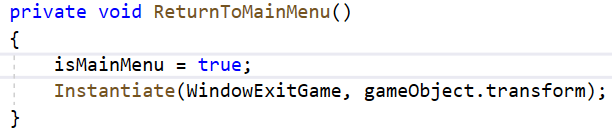 private void ReturnToMainMenu()
{
    isMainMenu = true;
    Instantiate(WindowExitGame, gameObject.transform);
}